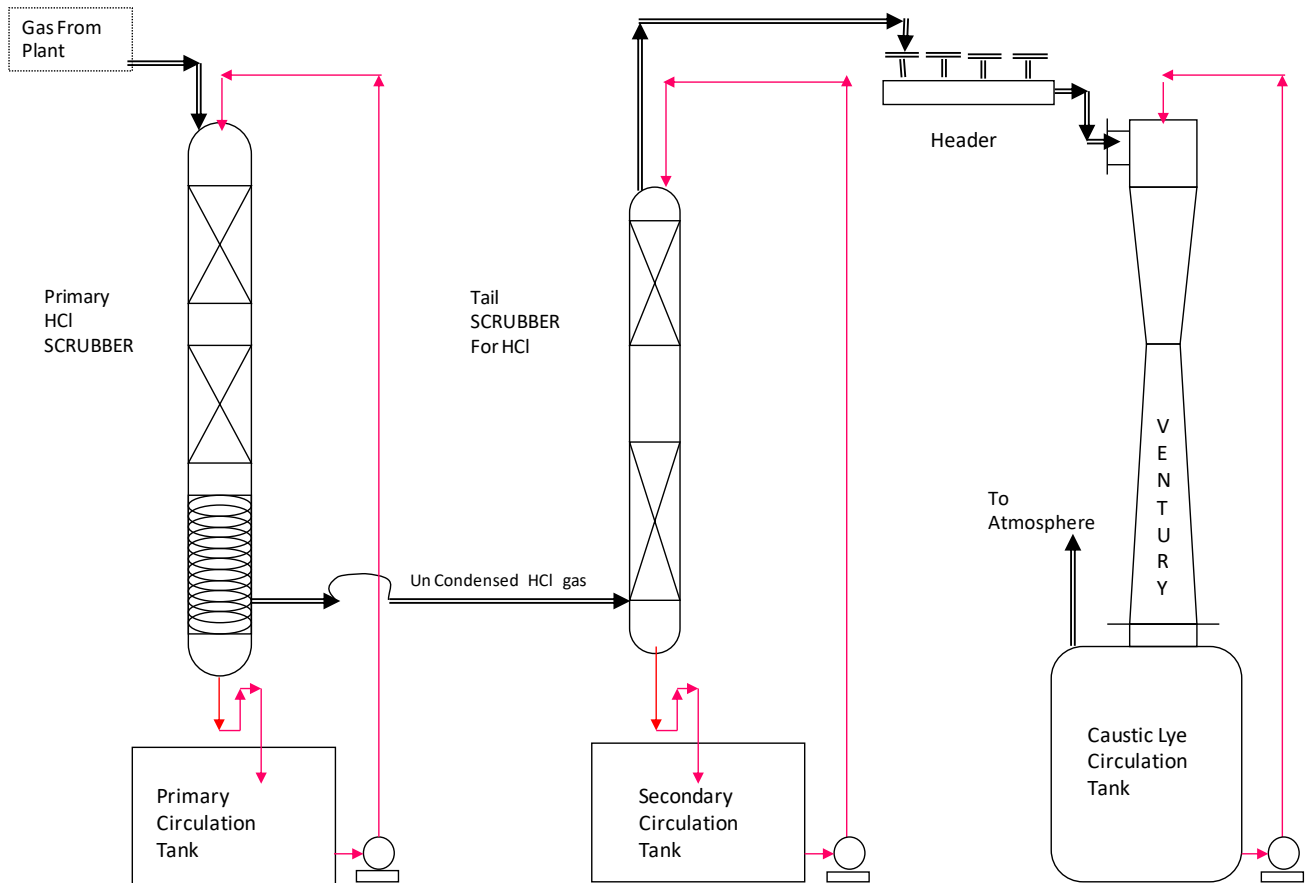 Gas From
Plant
Header
Primary
HCl
SCRUBBER
Tail
SCRUBBER
For HCl
V
E
N
T
U
R
Y
To
Atmosphere
Un Condensed HCl gas
Primary
Circulation
Tank
Secondary
Circulation
Tank
Caustic Lye
Circulation
Tank